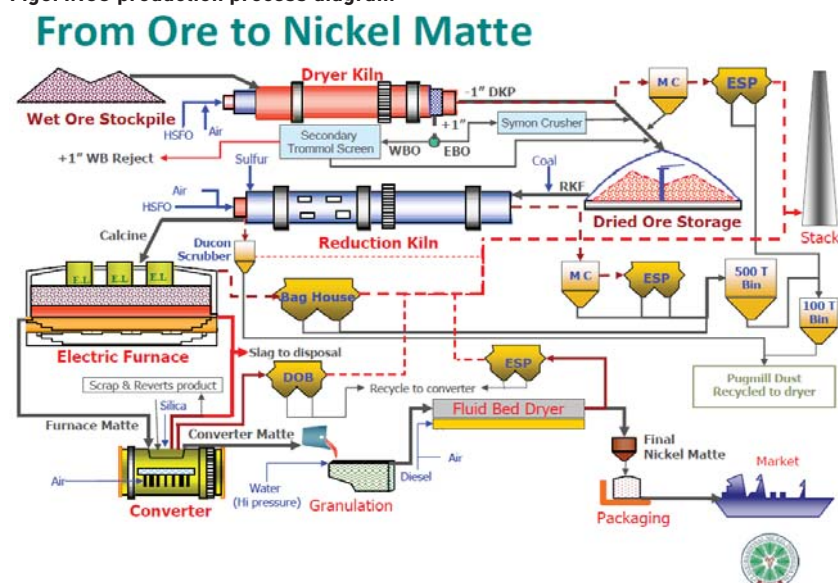 From Ore to Nickel Matte
Dryer Kiln
-1" DKP
M C
ESP
Wet Ore Stockpile
HSFO
Air
+1"
Secondary
Trommol Screen
WBO
EBO
Symon Crusher
+1" WB Reject
Sulfur
Coal
Air
HSFO
RKF
Dried Ore Storage
Stack
Calcine
Reduction Kiln
Ducon
Scrubber
E.L
E.L
E.L
Bag House
M C
ESP
500 T
Bin
100 T
Bin
Electric Furnace
Slag to disposal
DOB
ESP
Recycle to converter
Pugmill Dust
Recycled to dryer
Scrap & Reverts product
Silica
Furnace Matte
Converter Matte
Fluid Bed Dryer
Final
Nickel Matte
Market
Air
Converter
Water
(Hi pressure)
Granulation
Diesel
Air
Packaging